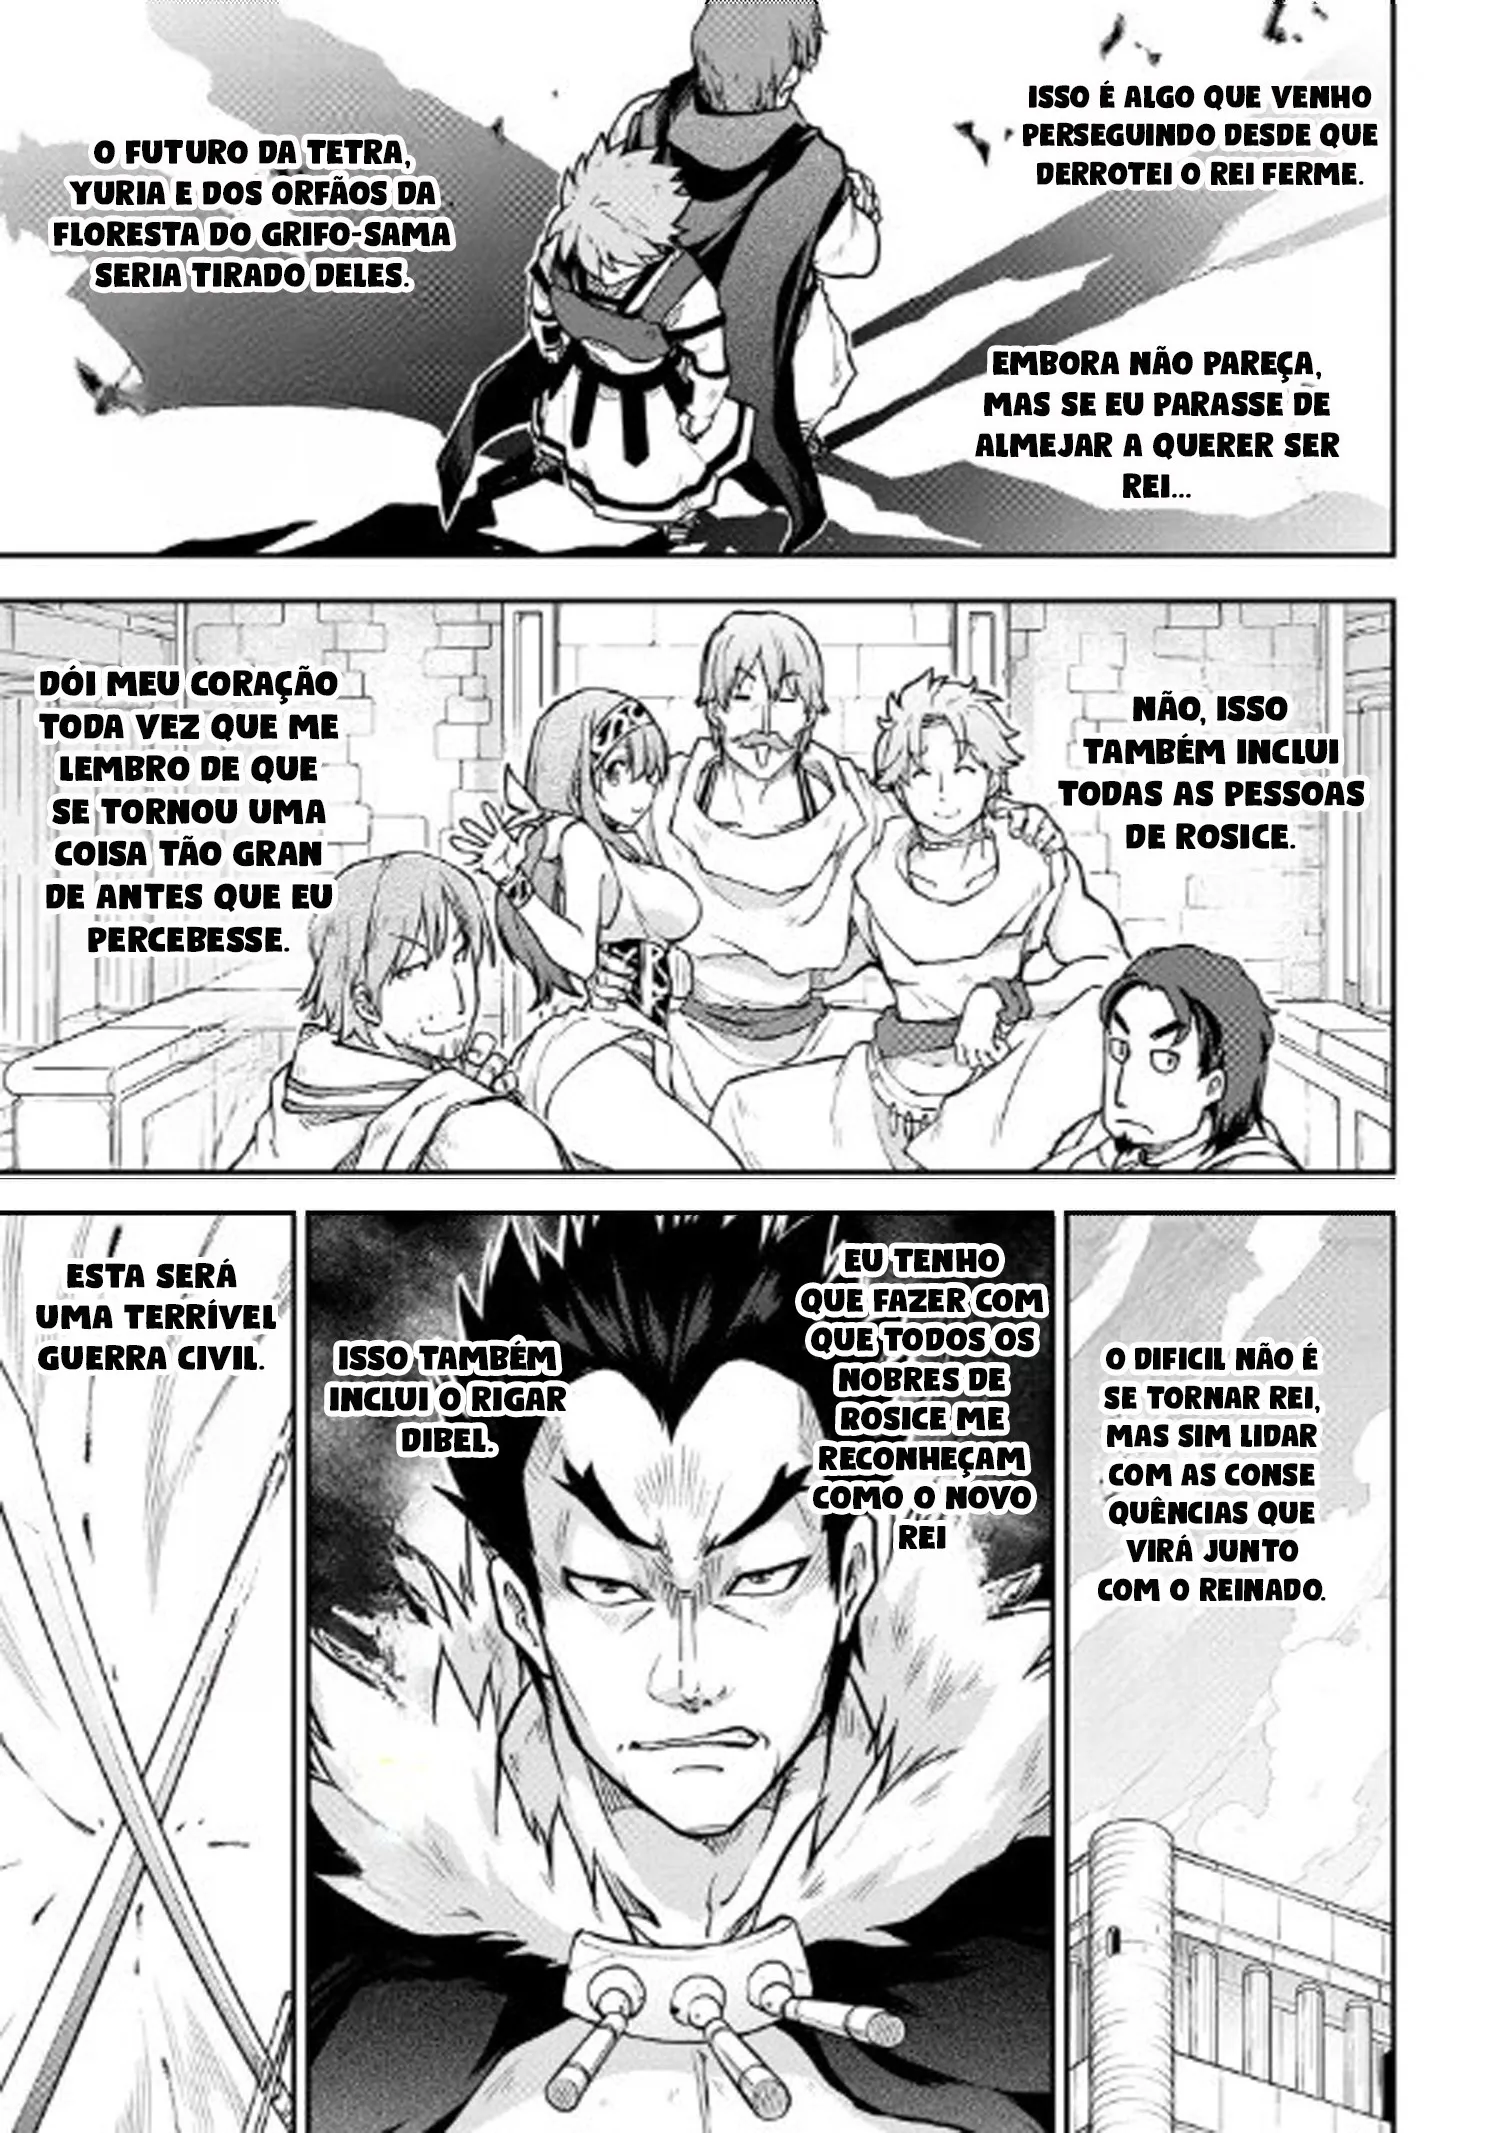 ISSO É ALGO QUE VENHO
PERSEGUINDO DESDE QUE
DERROTEI O REI FERME.
EMBORA NÃO PAREÇA,
MAS SE EU PARASSE DE
ALMEJAR A QUERER SER
REI...
O FUTURO DA TETRA,
YURIA E DOS ORFÃOS DA
FLORESTA DO GRIFO-SAMA
SERIA TIRADO DELES.
NÃO, ISSO
TAMBÉM INCLUI
TODAS AS PESSOAS
DE ROSICE.
DÓI MEU CORAÇÃO
TODA VEZ QUE ME
LEMBRO DE QUE
SE TORNOU UMA
COISA TÃO GRAN
DE ANTES QUE EU
PERCEBESSE.
O DIFICIL NÃO É
SE TORNAR REI,
MAS SIM LIDAR
COM AS CONSE
QUÊNCIAS QUE
VIRÁ JUNTO
COM O REINADO.
EU TENHO
QUE FAZER COM
QUE TODOS OS
NOBRES DE
ROSICE ME
RECONHEÇAM
COMO O NOVO
REI
ISSO TAMBÉM
INCLUI O RIGAR
DIBEL.
ESTA SERÁ
UMA TERRÍVEL
GUERRA CIVIL.